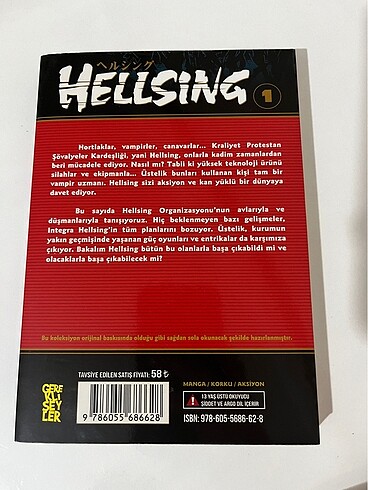 ヘルシング
HELLSING 1
Hortlaklar, vampirler, canavarlar... Kraliyet Protestan
Şövalyeler Kardeşliği, yani Hellsing, onlarla kadim zamanlardan
beri mücadele ediyor. Nasıl mı? Tabii ki yüksek teknoloji ürünü
silahlar ve ekipmanla... Üstelik bunları kullanan kişi tam bir
vampir uzmanı. Hellsing sizi aksiyon ve kan yüklü bir dünyaya
davet ediyor.
Bu sayıda Hellsing Organizasyonu'nun avlarıyla ve
düşmanlarıyla tanışıyoruz. Hiç beklenmeyen bazı gelişmeler,
Integra Hellsing'in tüm planlarını bozuyor. Üstelik, kurumun
yakın geçmişinde yaşanan güç oyunları ve entrikalar da karşımıza
çıkıyor. Bakalım Hellsing bütün bu olanlarla başa çıkabildi mi ve
olacaklarla başa çıkabilecek mi?
Bu koleksiyon orijinal baskısında olduğu gibi sağdan sola okunacak şekilde hazırlanmıştır.
GERE
KLİ
ŞEY
LER
TAVSİYE EDİLEN SATIŞ FİYATI: 58 ₺
9 786055 686628
MANGA / KORKU / AKSİYON
13 YAŞ ÜSTÜ OKUYUCU
ŞİDDET VE ARGO DİL İÇERİR
ISBN: 978-605-5686-62-8